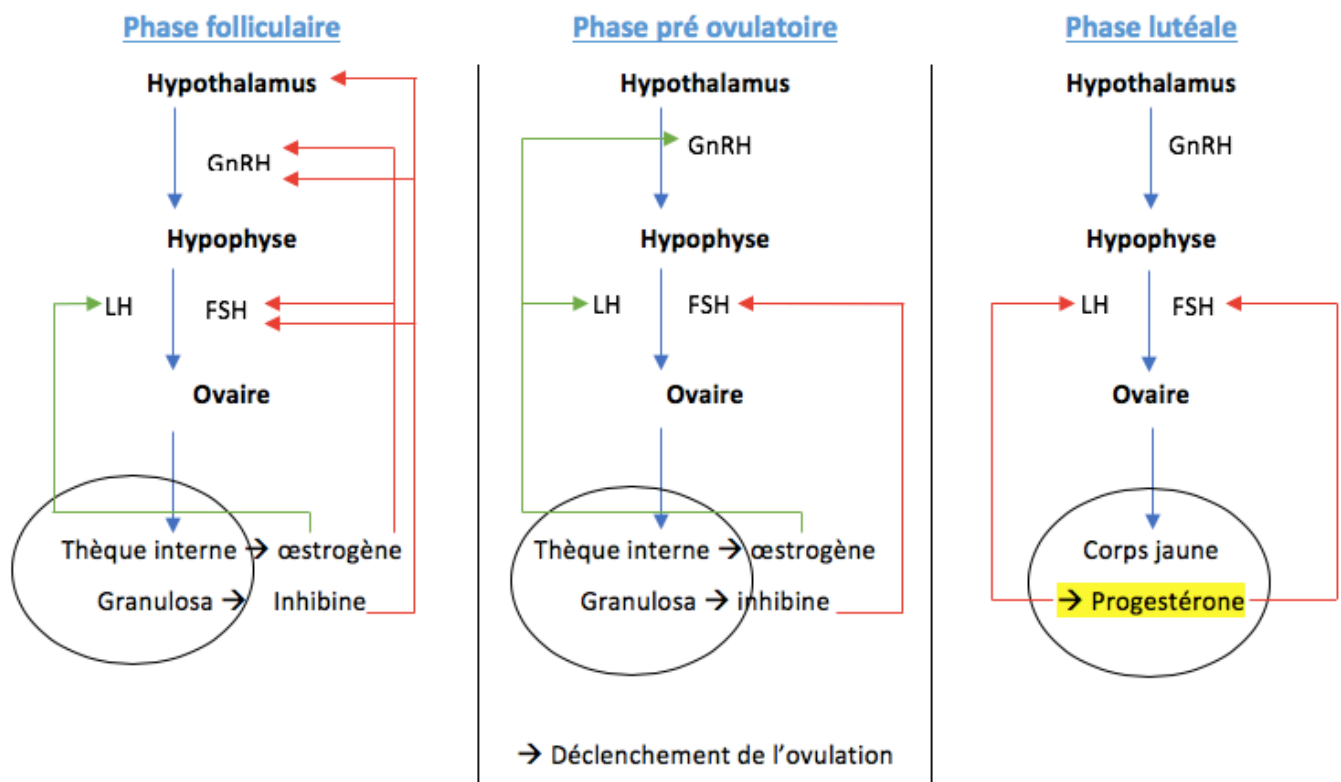 Phase folliculaire
Hypothalamus
GnRH
Hypophyse
LH
FSH
Ovaire
Thèque interne → œstrogène
Granulosa → Inhibine
Phase pré ovulatoire
Hypothalamus
GnRH
Hypophyse
LH
FSH
Ovaire
Thèque interne → œstrogène
Granulosa → inhibine
→ Déclenchement de l'ovulation
Phase lutéale
Hypothalamus
GnRH
Hypophyse
LH
FSH
Ovaire
Corps jaune
→ Progestérone